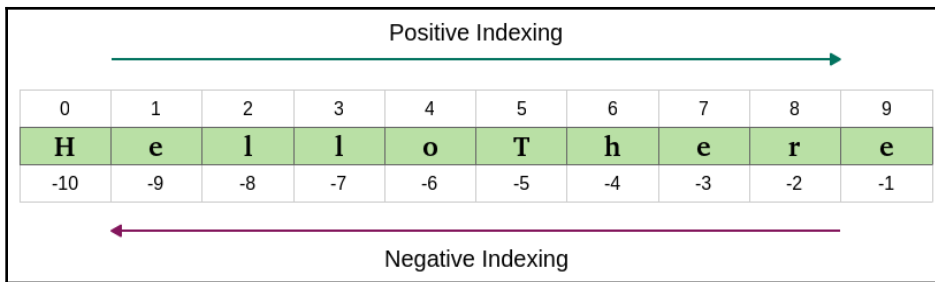 Positive Indexing
0 1 2 3 4 5 6 7 8 9
H e l l o T h e r e
-10 -9 -8 -7 -6 -5 -4 -3 -2 -1
Negative Indexing